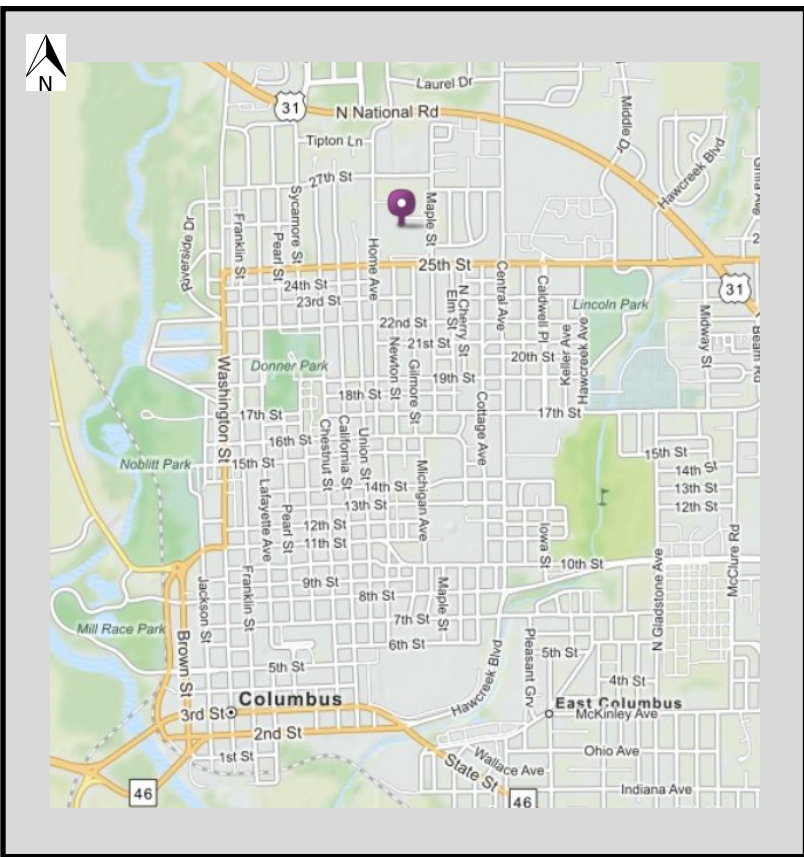 N
Laurel Dr
31
N National Rd
Middle Dr
Tipton Ln
Hawcreek Blvd
27th St
Sycamore St
Maple St
Riverside Dr
Franklin St
Pearl St
Home Ave
25th St
Central Ave
2
24th St
23rd St
31
N Cherry St
Elm St
Caldwell Pl
Lincoln Park
Midway St
22nd St
21st St
20th St
Keller Ave
Hawcreek Ave
Washington St
Donner Park
Newton St
Gilmore St
19th St
18th St
Cottage Ave
17th St
17th St
16th St
Chestnut St
California St
Union St
15th St
Noblitt Park
15th St
14th St
Lafayette Ave
Pearl St
14th St
Michigan Ave
13th St
13th St
12th St
12th St
11th St
Iowa St
10th St
N Gladstone Ave
McClure Rd
Jackson St
Franklin St
9th St
8th St
Maple St
7th St
Mill Race Park
6th St
Brown St
5th St
Hawcreek Blvd
Pleasant Grv
5th St
4th St
Columbus
East Columbus
3rd St
McKinley Ave
2nd St
1st St
State St
Wallace Ave
Ohio Ave
Indiana Ave
46
46